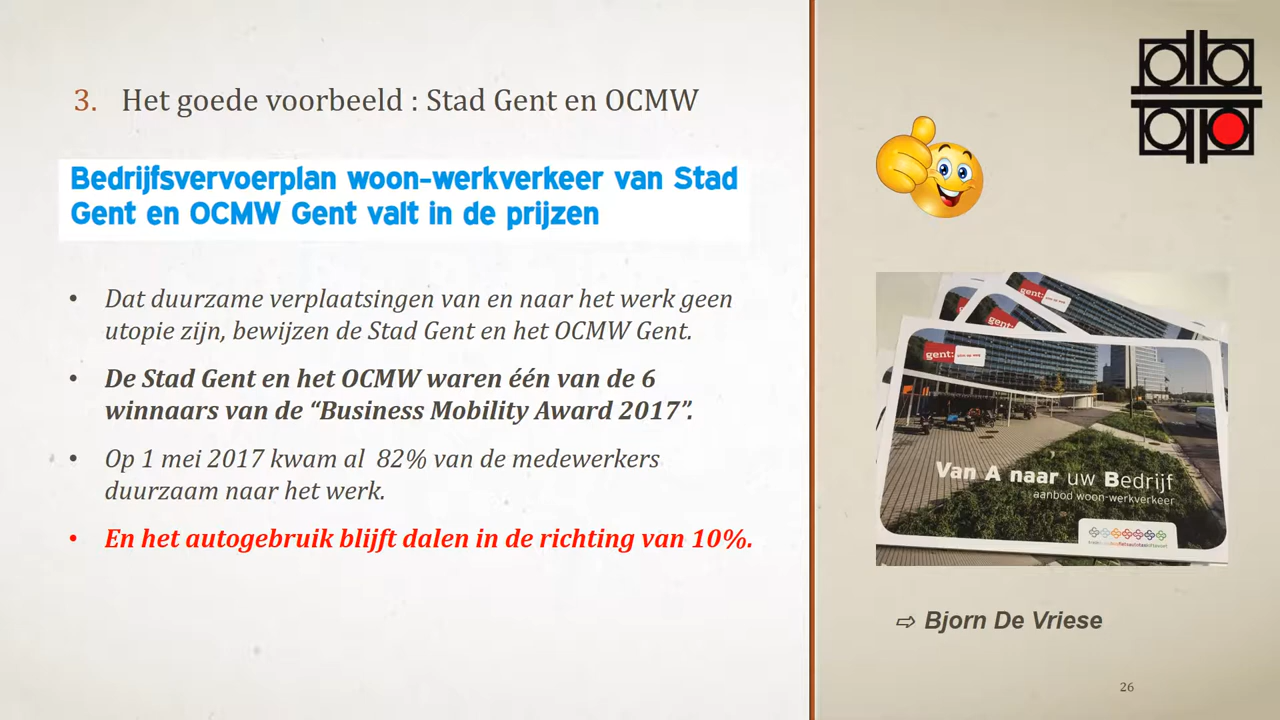 3. Het goede voorbeeld : Stad Gent en OCMW
Bedrijfsvervoerplan woon-werkverkeer van Stad
Gent en OCMW Gent valt in de prijzen
• Dat duurzame verplaatsingen van en naar het werk geen
utopie zijn, bewijzen de Stad Gent en het OCMW Gent.
• De Stad Gent en het OCMW waren één van de 6
winnaars van de “Business Mobility Award 2017”.
• Op 1 mei 2017 kwam al 82% van de medewerkers
duurzaam naar het werk.
• En het autogebruik blijft dalen in de richting van 10%.
gent:
gent:
gent:
Van A naar uw Bedrijf
aanbod woon-werkverkeer
⇨ Bjorn De Vriese
26